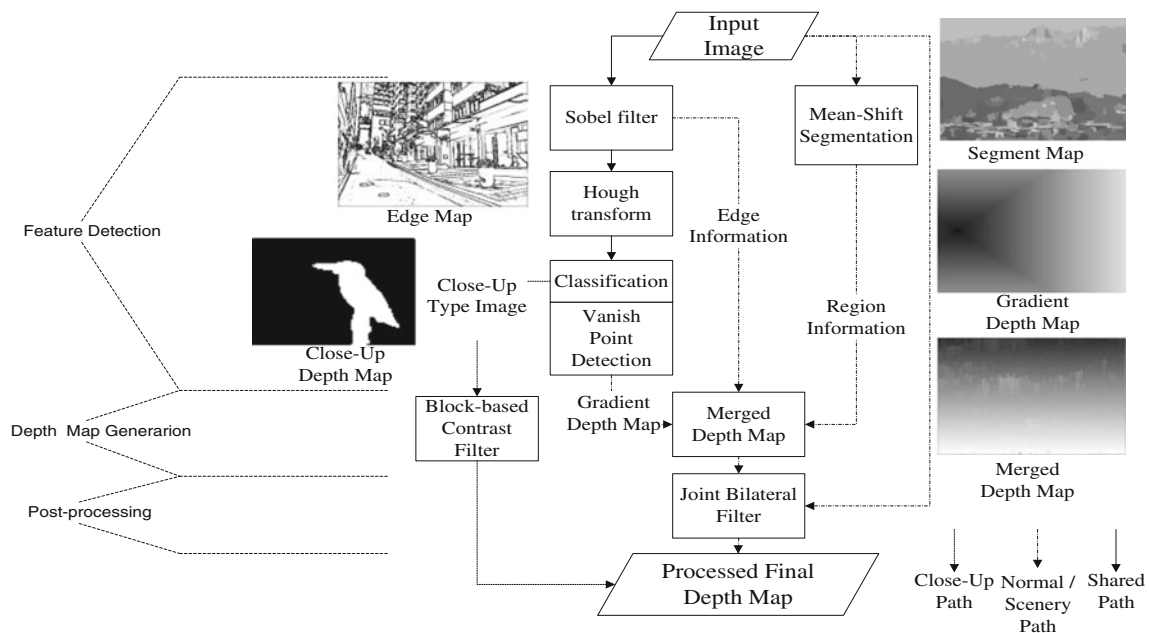 Input
Image
Sobel filter
Mean-Shift
Segmentation
Segment Map
Edge Map
Hough
transform
Edge
Information
Feature Detection
Classification
Close-Up
Type Image
Vanish
Point
Detection
Region
Information
Gradient
Depth Map
Close-Up
Depth Map
Block-based
Contrast
Filter
Gradient
Depth Map
Merged
Depth Map
Depth Map Generarion
Merged
Depth Map
Joint Bilateral
Filter
Post-processing
Processed Final
Depth Map
Close-Up
Path
Normal /
Scenery
Path
Shared
Path